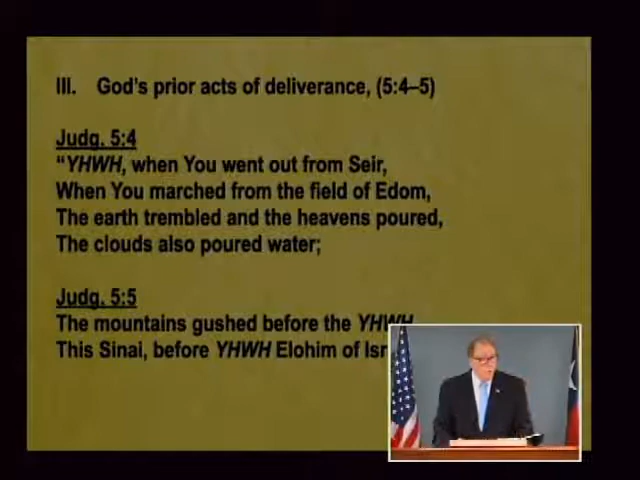 III. God's prior acts of deliverance, (5:4–5)
Judg. 5:4
“YHWH, when You went out from Seir,
When You marched from the field of Edom,
The earth trembled and the heavens poured,
The clouds also poured water;
Judg. 5:5
The mountains gushed before the YHWH
This Sinai, before YHWH Elohim of